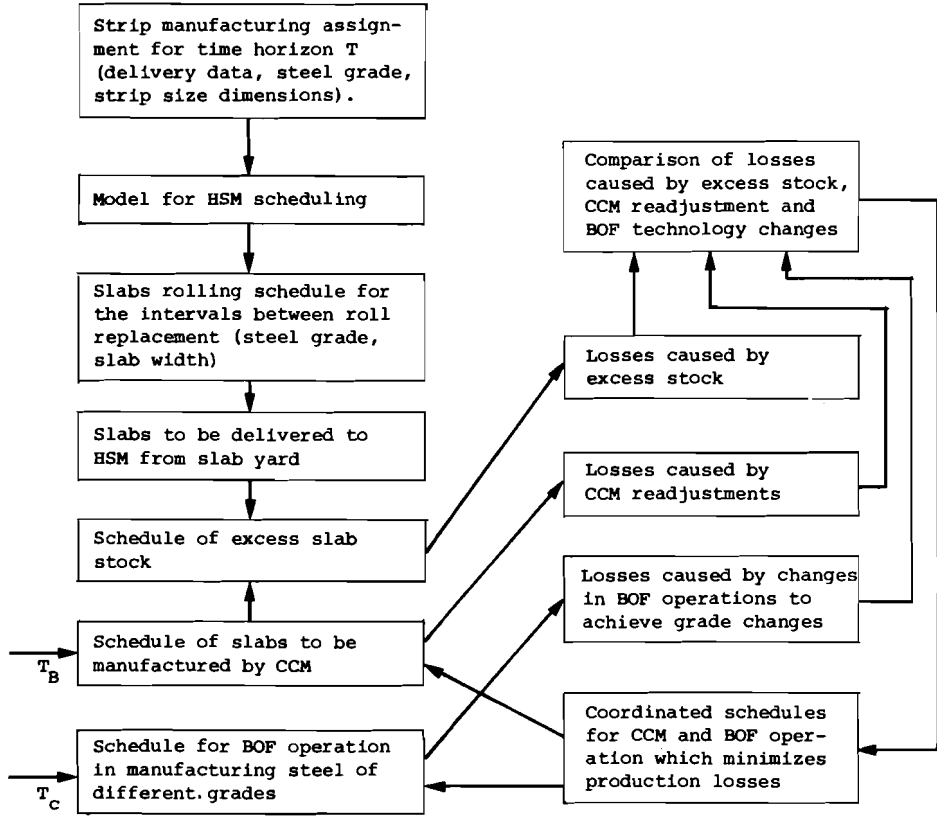 Strip manufacturing assign-
ment for time horizon T
(delivery data, steel grade,
strip size dimensions).
Model for HSM scheduling
Slabs rolling schedule for
the intervals between roll
replacement (steel grade,
slab width)
Slabs to be delivered to
HSM from slab yard
Schedule of excess slab
stock
Schedule of slabs to be
manufactured by CCM
T_B
Schedule for BOF operation
in manufacturing steel of
different.grades
T_C
Comparison of losses
caused by excess stock,
CCM readjustment and
BOF technology changes
Losses caused by
excess stock
Losses caused by
CCM readjustments
Losses caused by changes
in BOF operations to
achieve grade changes
Coordinated schedules
for CCM and BOF oper-
ation which minimizes
production losses